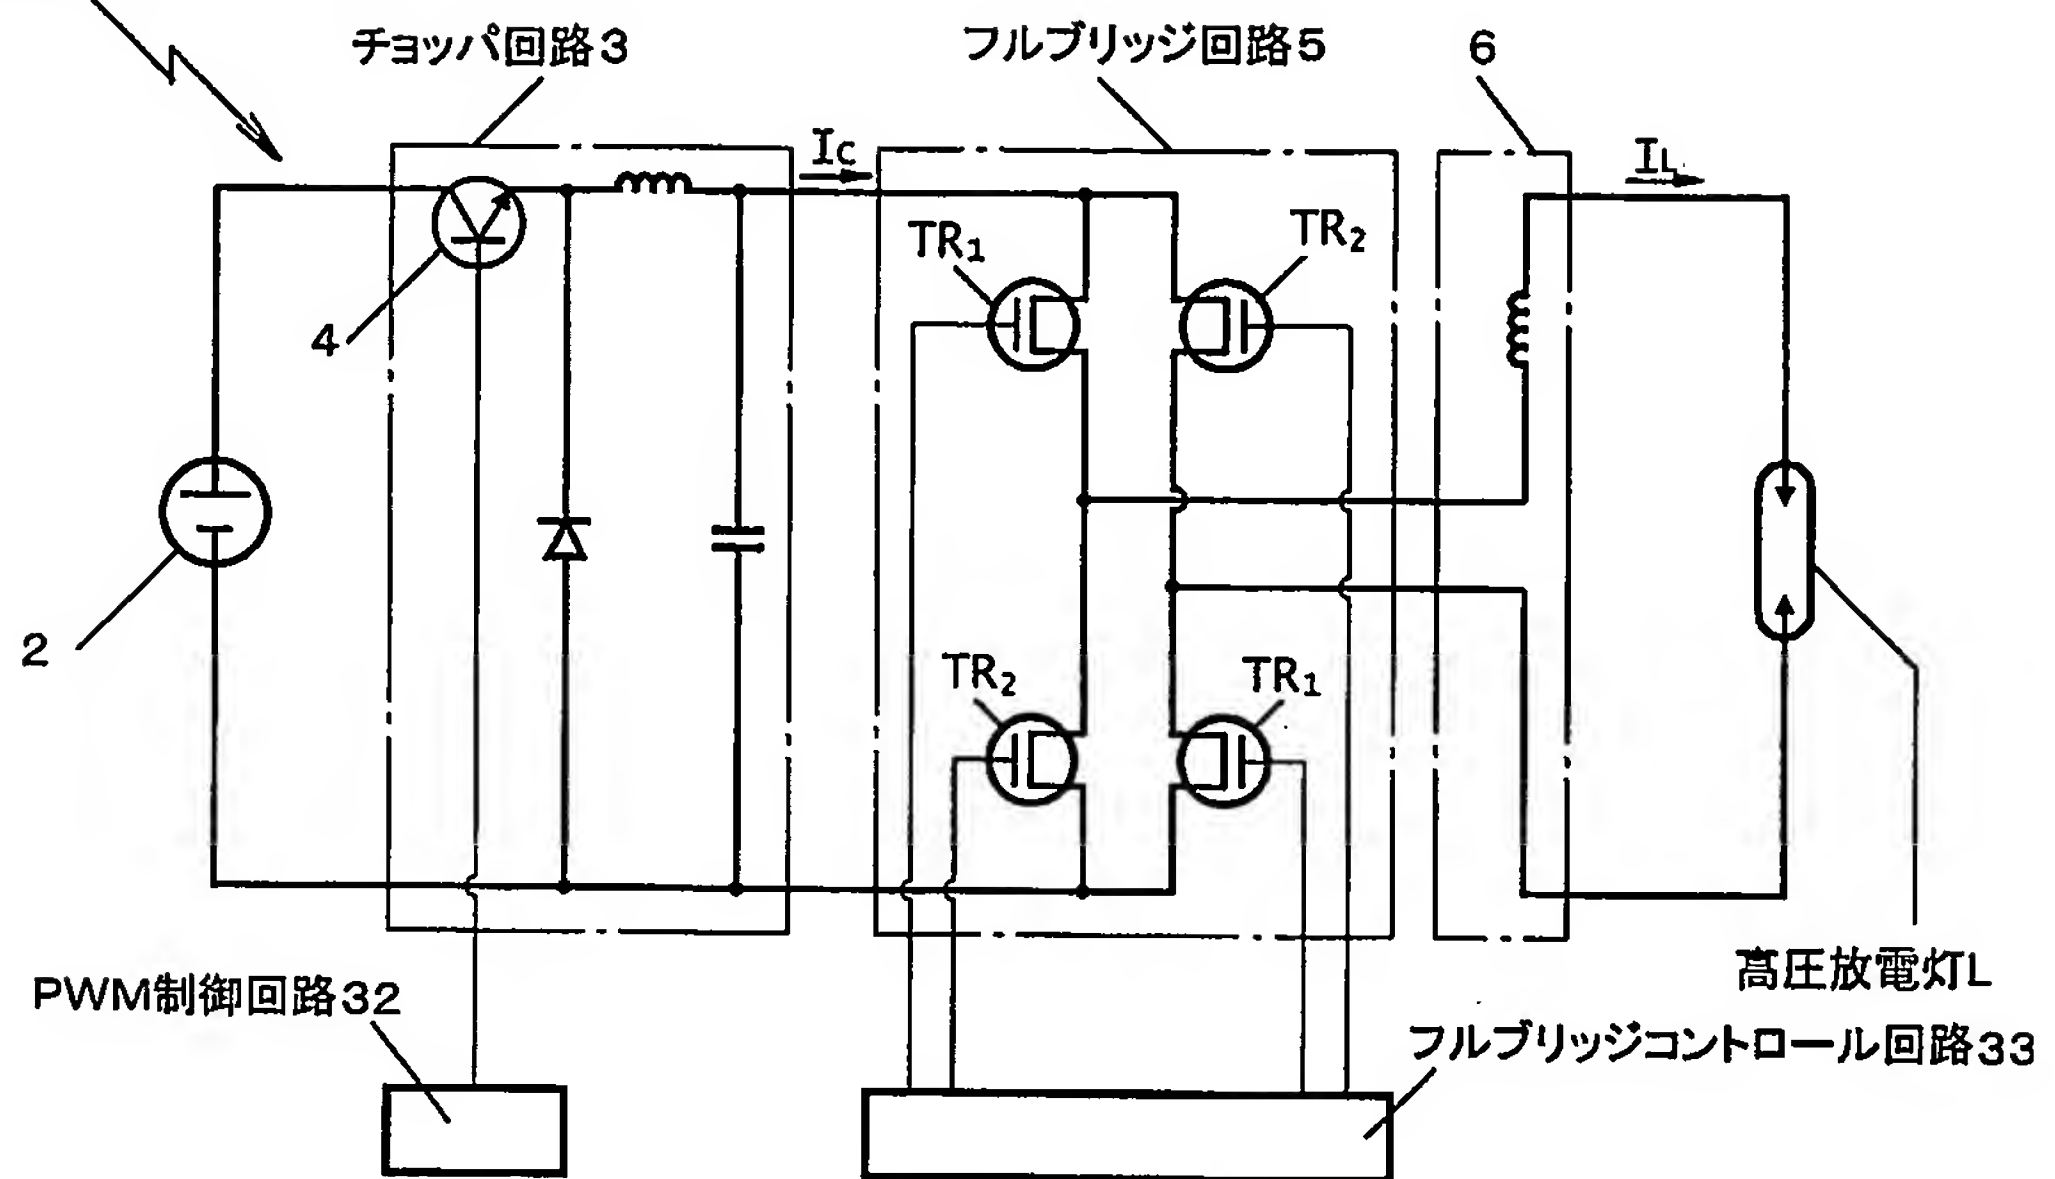 チョッパ回路3
フルブリッジ回路5
6
IC
IL
TR1
TR2
4
2
TR2
TR1
高圧放電灯L
PWM制御回路32
フルブリッジコントロール回路33